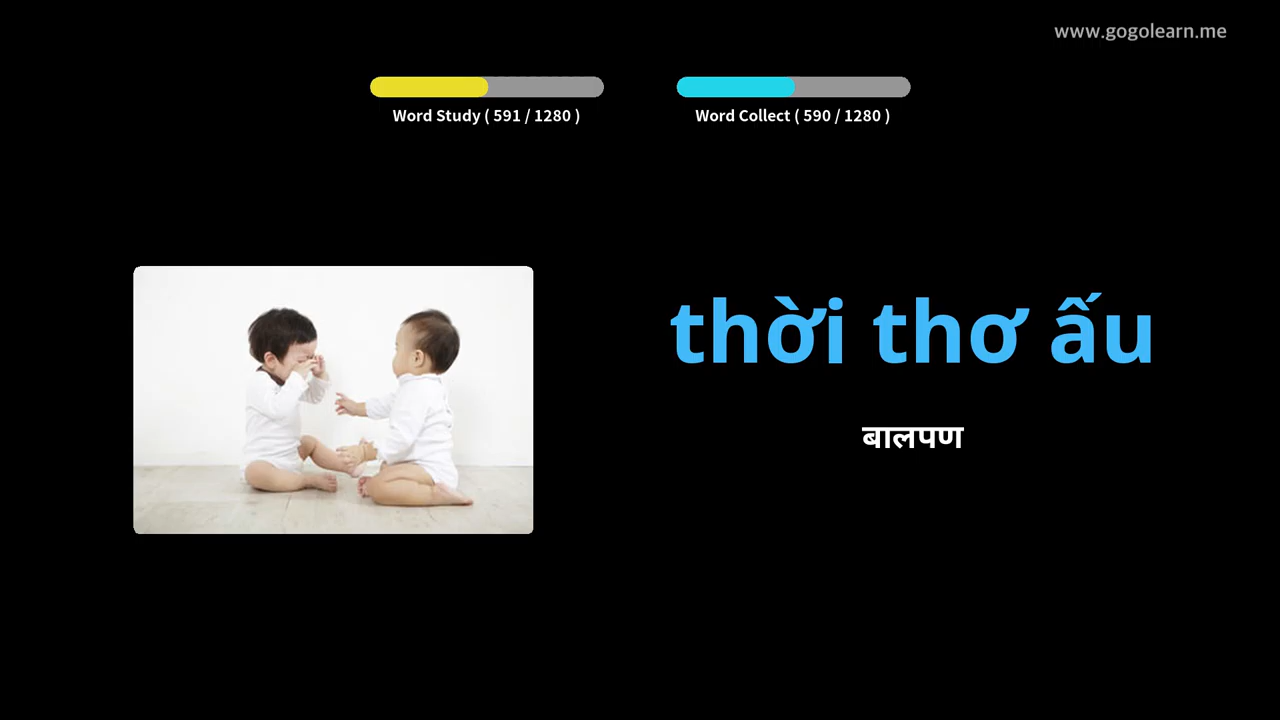 www.gogolearn.me
Word Study ( 591 / 1280 )
Word Collect ( 590 / 1280 )
thời thơ ấu
बालपण